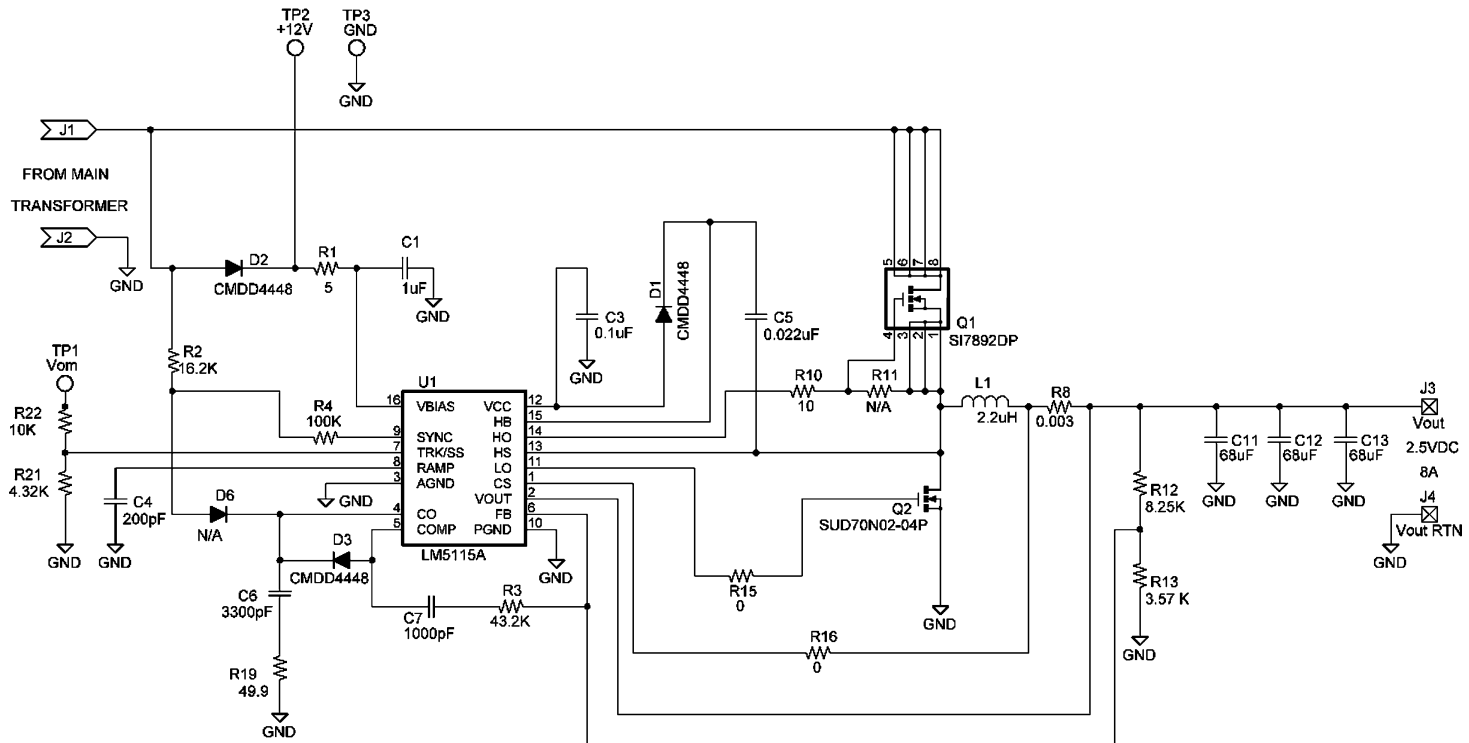 TP2
+12V
TP3
GND
GND
J1
FROM MAIN
TRANSFORMER
J2
GND
D2
CMDD4448
R1
5
C1
1uF
GND
C3
0.1uF
GND
D1
CMDD4448
C5
0.022uF
5 6 7 8
4 3 2 1
Q1
SI7892DP
R2
16.2K
TP1
Vom
R22
10K
R21
4.32K
GND
R4
100K
C4
200pF
GND
GND
D6
N/A
U1
16 VBIAS VCC 12
HB 15
9 SYNC HO 14
7 TRK/SS HS 13
8 RAMP LO 11
3 AGND CS 1
VOUT 2
4 CO FB 6
5 COMP PGND 10
LM5115A
GND
D3
CMDD4448
C6
3300pF
R19
49.9
GND
C7
1000pF
R3
43.2K
R10
10
R11
N/A
L1
2.2uH
R8
0.003
Q2
SUD70N02-04P
GND
R15
0
R16
0
R12
8.25K
R13
3.57 K
GND
C11
68uF
GND
C12
68uF
GND
C13
68uF
GND
J3
Vout
2.5VDC
8A
J4
Vout RTN
GND